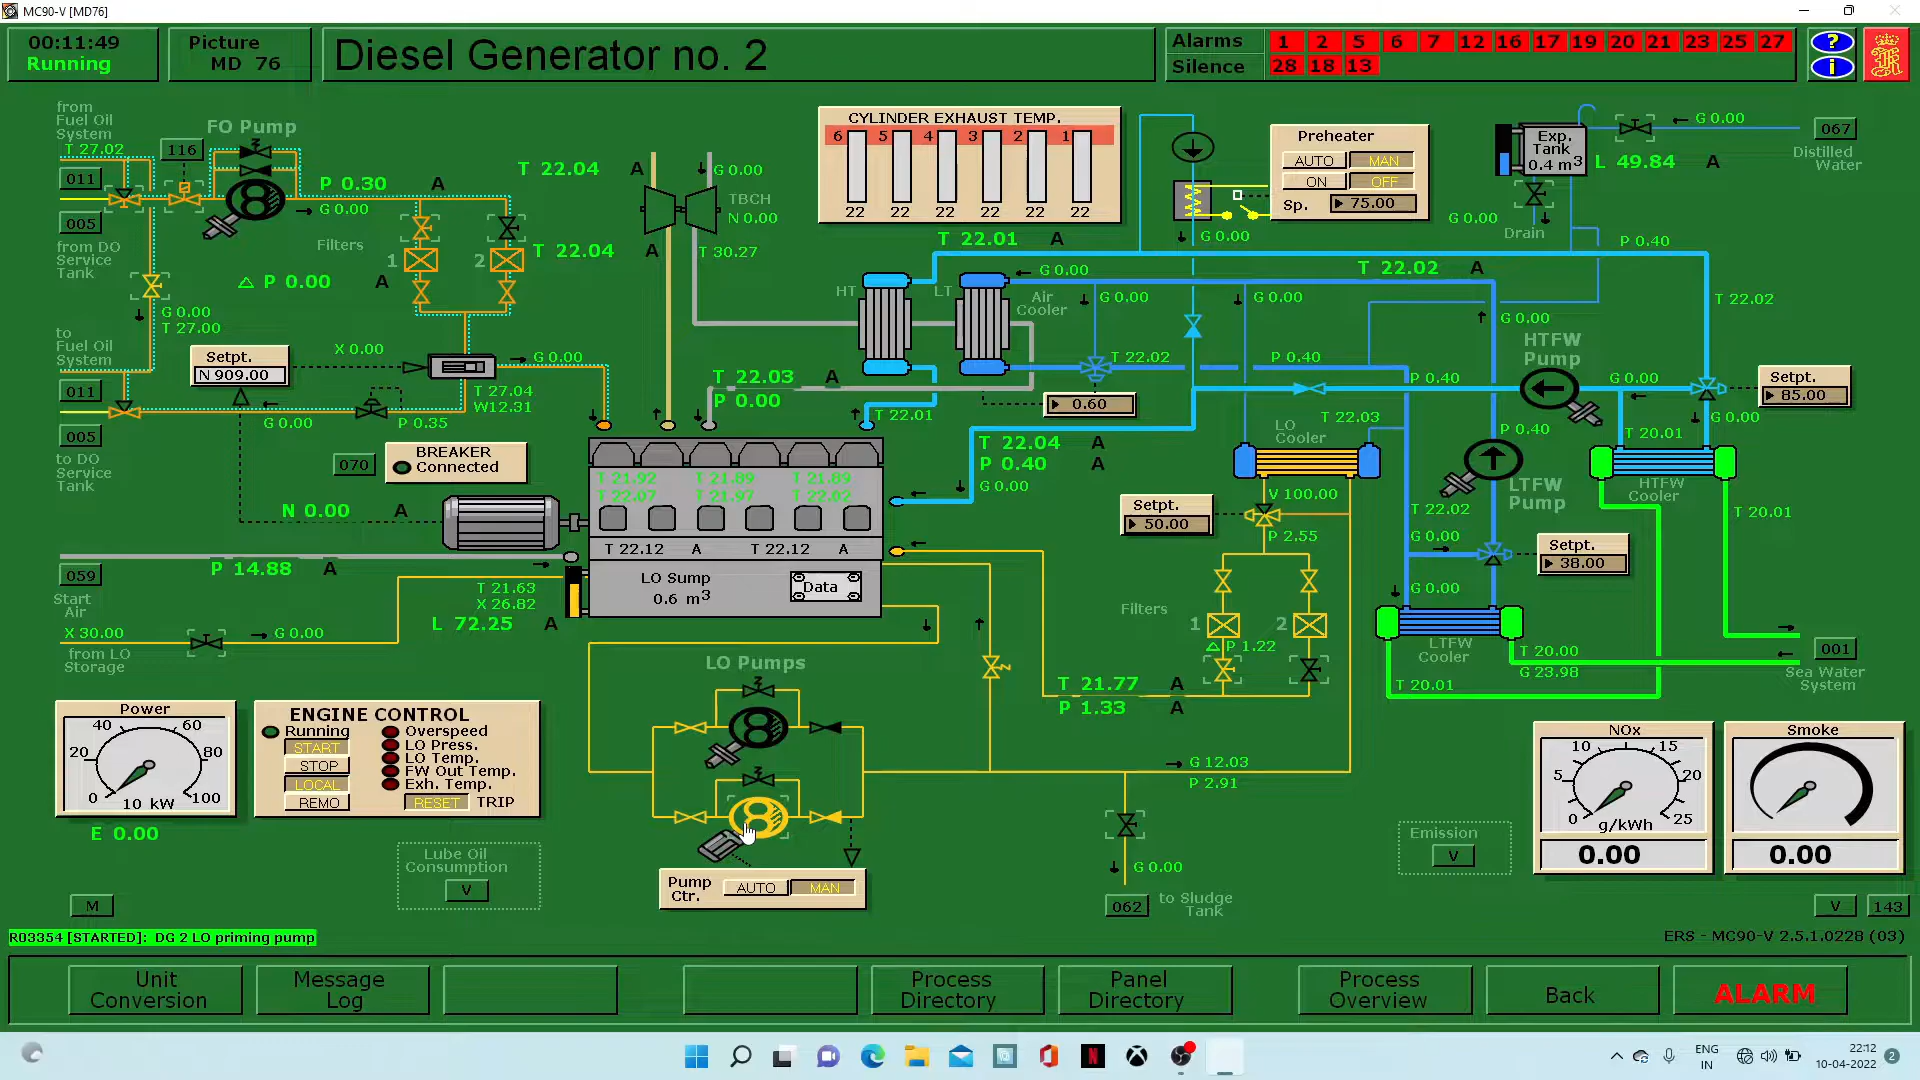 MC90-V [MD76]
00:11:49
Running
Picture
MD 76
Diesel Generator no. 2
Alarms
1 2 5 6 7 12 16 17 19 20 21 23 25 27
Silence
28 18 13
?
i
from
Fuel Oil
System
T 27.02
011
005
from DO
Service
Tank
116
FO Pump
P 0.30 A
G 0.00
Filters
1
2
△ P 0.00 A
G 0.00
T 27.00
to
Fuel Oil
System
011
005
to DO
Service
Tank
Setpt.
N 909.00
X 0.00
G 0.00
T 27.04
W12.31
G 0.00
P 0.35
T 22.04 A
T 22.04 A
G 0.00
TBCH
N 0.00
T 30.27
CYLINDER EXHAUST TEMP.
6 5 4 3 2 1
22 22 22 22 22 22
T 22.01 A
Preheater
AUTO MAN
ON OFF
Sp. 75.00
G 0.00
Exp.
Tank
0.4 m3
L 49.84 A
G 0.00
067
Distilled
Water
G 0.00
Drain
P 0.40
HT
LT
G 0.00
Air
Cooler
G 0.00
G 0.00
T 22.02 A
G 0.00
T 22.02
T 22.03 A
P 0.00
T 22.01
T 22.02
0.60
P 0.40
P 0.40
HTFW
Pump
G 0.00
Setpt.
85.00
G 0.00
T 22.04 A
P 0.40 A
G 0.00
LO
Cooler
T 22.03
P 0.40
T 20.01
HTFW
Cooler
LTFW
Pump
T 20.01
BREAKER
Connected
070
T 21.92 T 21.89 T 21.89
T 22.07 T 21.97 T 22.02
T 22.12 A T 22.12 A
LO Sump
0.6 m3
Data
N 0.00 A
P 14.88 A
059
Start
Air
T 21.63
X 26.82
L 72.25 A
X 30.00
G 0.00
from LO
Storage
Setpt.
50.00
V 100.00
P 2.55
T 22.02
G 0.00
Setpt.
38.00
G 0.00
Filters
1
2
△ P 1.22
T 21.77 A
P 1.33 A
LTFW
Cooler
T 20.00
G 23.98
T 20.01
001
Sea Water
System
LO Pumps
G 12.03
P 2.91
G 0.00
062
to Sludge
Tank
Pump
Ctr.
AUTO MAN
Power
0 20 40 60 80 100
10 kW
E 0.00
ENGINE CONTROL
Running
START
STOP
LOCAL
REMO
Overspeed
LO Press.
LO Temp.
FW Out Temp.
Exh. Temp.
RESET TRIP
Lube Oil
Consumption
V
M
Emission
V
NOx
0 5 10 15 20 25
g/kWh
0.00
Smoke
0.00
V
143
R03354 [STARTED]: DG 2 LO priming pump
ERS - MC90-V 2.5.1.0228 (03)
Unit
Conversion
Message
Log
Process
Directory
Panel
Directory
Process
Overview
Back
ALARM
ENG
IN
22:12
10-04-2022
2